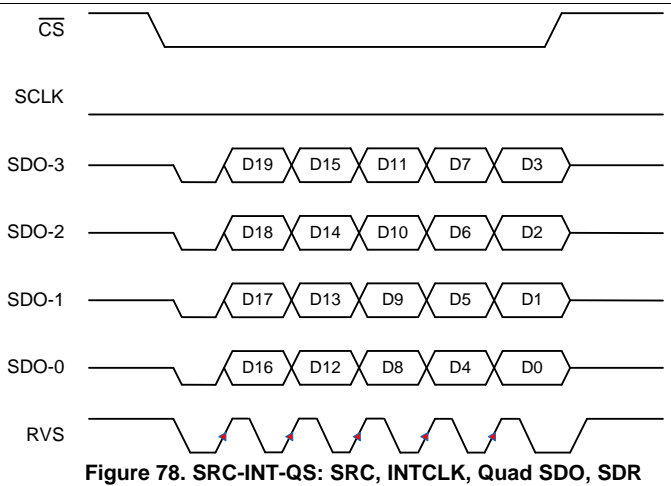 CS
SCLK
SDO-3 D19 D15 D11 D7 D3
SDO-2 D18 D14 D10 D6 D2
SDO-1 D17 D13 D9 D5 D1
SDO-0 D16 D12 D8 D4 D0
RVS
Figure 78. SRC-INT-QS: SRC, INTCLK, Quad SDO, SDR